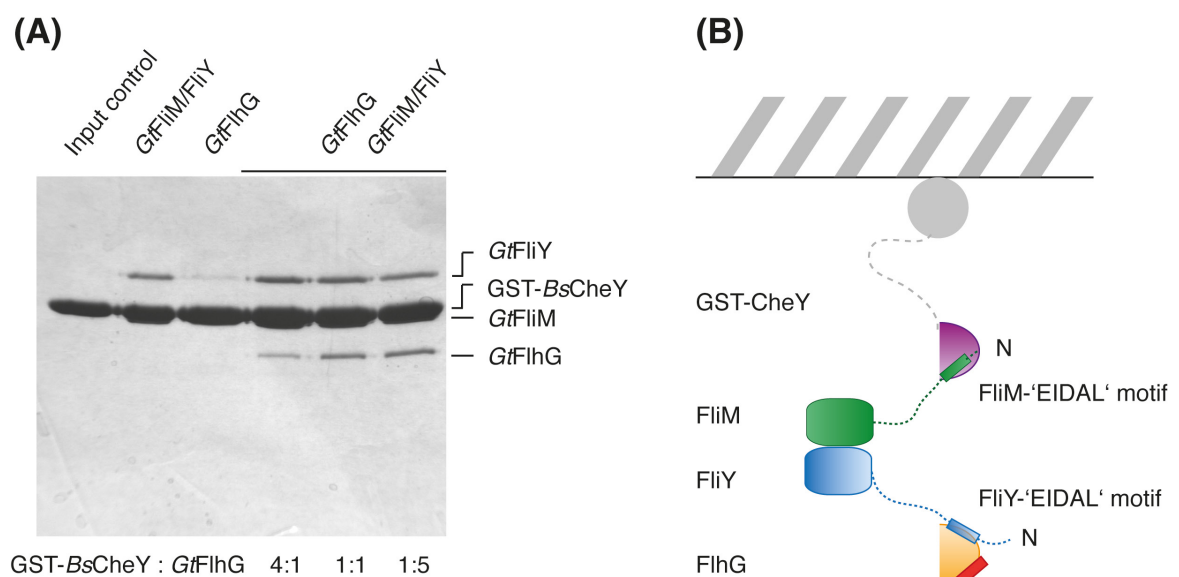 (A)
Input control
GtFliM/FliY
GtFlhG
GtFlhG
GtFliM/FliY
GtFliY
GST-BsCheY
GtFliM
GtFlhG
GST-BsCheY : GtFlhG 4:1 1:1 1:5
(B)
GST-CheY
N
FliM-‘EIDAL‘ motif
FliM
FliY
FliY-‘EIDAL‘ motif
N
FlhG